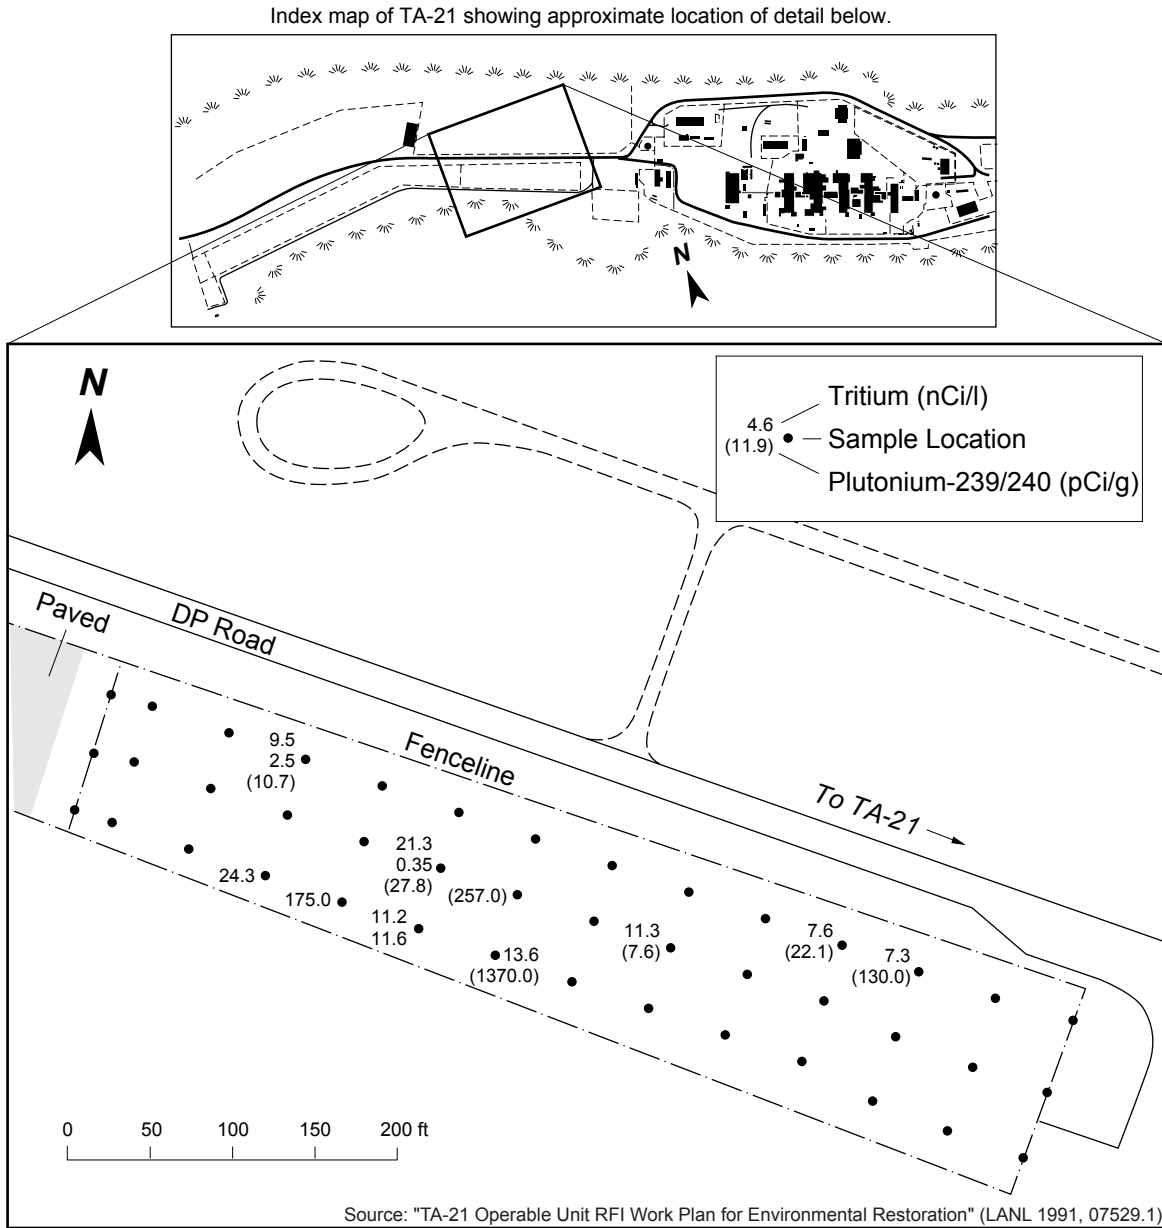 Index map of TA-21 showing approximate location of detail below.
N
N
4.6
(11.9)
Tritium (nCi/l)
Sample Location
Plutonium-239/240 (pCi/g)
Paved
DP Road
Fenceline
To TA-21
9.5
2.5
(10.7)
21.3
0.35
(27.8)
(257.0)
24.3
175.0
11.2
11.6
13.6
(1370.0)
11.3
(7.6)
7.6
(22.1)
7.3
(130.0)
0 50 100 150 200 ft
Source: "TA-21 Operable Unit RFI Work Plan for Environmental Restoration" (LANL 1991, 07529.1)